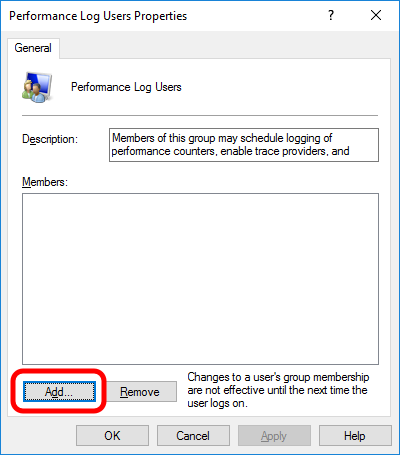 Performance Log Users Properties
General
Performance Log Users
Description:
Members of this group may schedule logging of
performance counters, enable trace providers, and
Members:
Add...
Remove
Changes to a user's group membership
are not effective until the next time the
user logs on.
OK
Cancel
Apply
Help